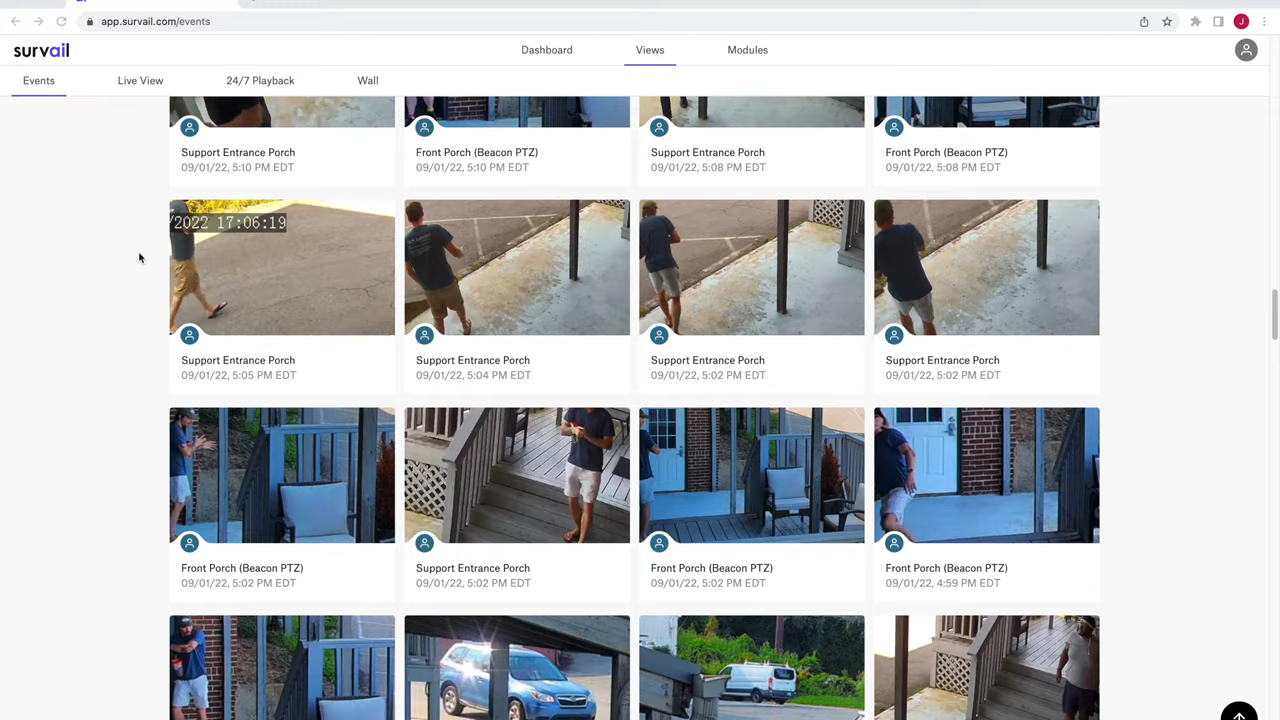 app.survail.com/events
J
survail
Dashboard
Views
Modules
Events
Live View
24/7 Playback
Wall
Support Entrance Porch
09/01/22, 5:10 PM EDT
Front Porch (Beacon PTZ)
09/01/22, 5:10 PM EDT
Support Entrance Porch
09/01/22, 5:08 PM EDT
Front Porch (Beacon PTZ)
09/01/22, 5:08 PM EDT
/2022 17:06:19
Support Entrance Porch
09/01/22, 5:05 PM EDT
Support Entrance Porch
09/01/22, 5:04 PM EDT
Support Entrance Porch
09/01/22, 5:02 PM EDT
Support Entrance Porch
09/01/22, 5:02 PM EDT
Front Porch (Beacon PTZ)
09/01/22, 5:02 PM EDT
Support Entrance Porch
09/01/22, 5:02 PM EDT
Front Porch (Beacon PTZ)
09/01/22, 5:02 PM EDT
Front Porch (Beacon PTZ)
09/01/22, 4:59 PM EDT